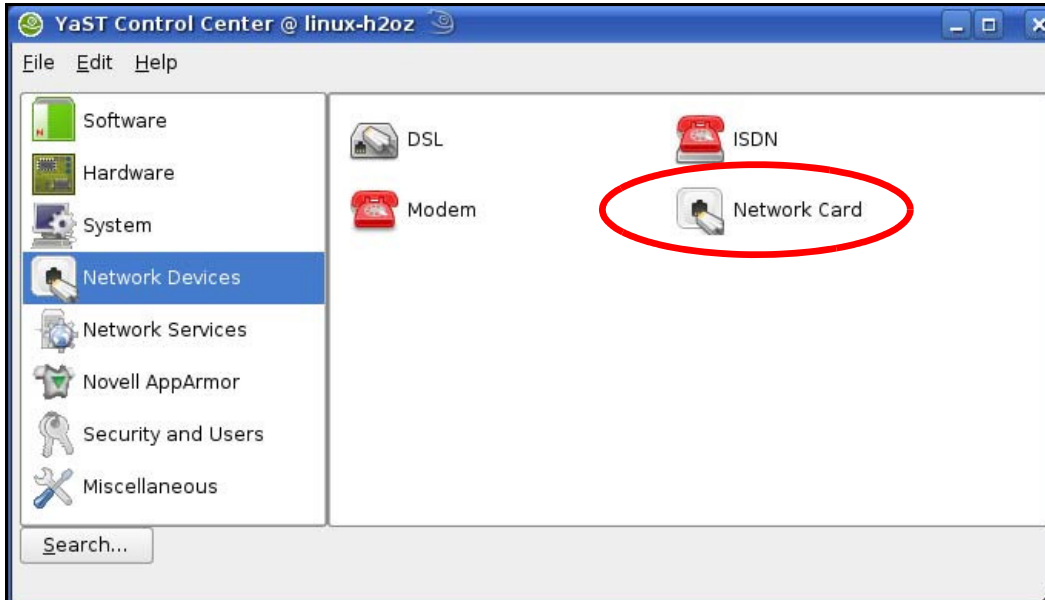 YaST Control Center @ linux-h2oz
File Edit Help
Software
Hardware
System
Network Devices
Network Services
Novell AppArmor
Security and Users
Miscellaneous
DSL
ISDN
Modem
Network Card
Search...